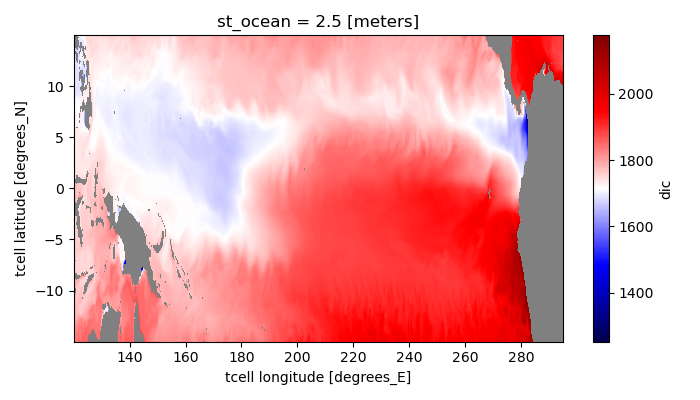 st_ocean = 2.5 [meters]
tcell latitude [degrees_N]
10
5
0
−5
−10
140 160 180 200 220 240 260 280
tcell longitude [degrees_E]
2000
1800
1600
1400
dic